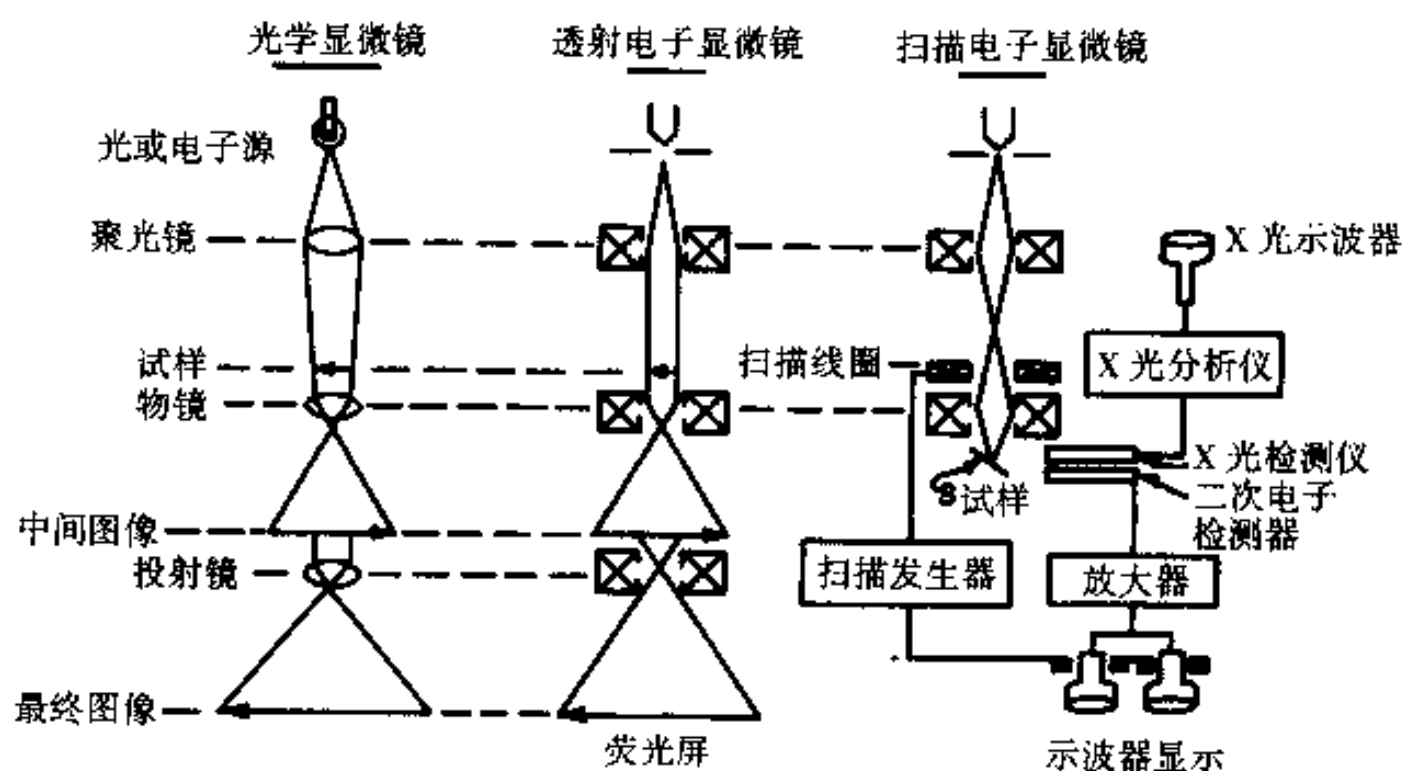 光学显微镜
透射电子显微镜
扫描电子显微镜
光或电子源
聚光镜
X光示波器
试样
扫描线圈
X光分析仪
物镜
X光检测仪
试样
二次电子
检测器
中间图像
投射镜
扫描发生器
放大器
最终图像
荧光屏
示波器显示